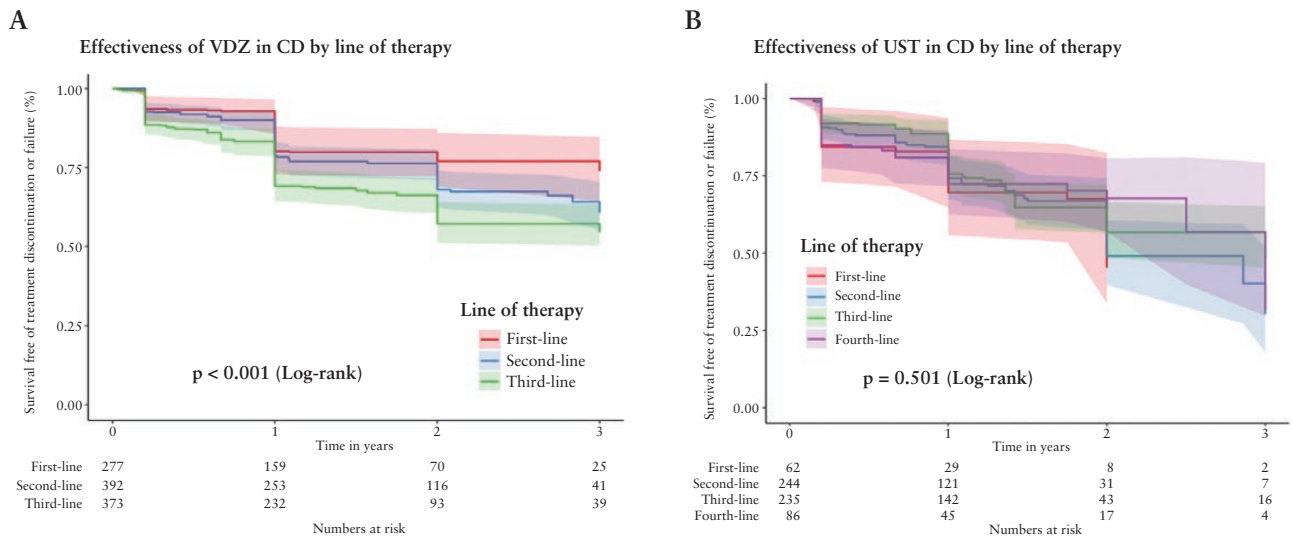 A
Effectiveness of VDZ in CD by line of therapy
Survival free of treatment discontinuation or failure (%)
1.00
0.75
0.50
0.25
0.00
Line of therapy
First-line
Second-line
Third-line
p < 0.001 (Log-rank)
0 1 2 3
Time in years
First-line 277 159 70 25
Second-line 392 253 116 41
Third-line 373 232 93 39
Numbers at risk
B
Effectiveness of UST in CD by line of therapy
Survival free of treatment discontinuation or failure (%)
1.00
0.75
0.50
0.25
0.00
Line of therapy
First-line
Second-line
Third-line
Fourth-line
p = 0.501 (Log-rank)
0 1 2 3
Time in years
First-line 62 29 8 2
Second-line 244 121 31 7
Third-line 235 142 43 16
Fourth-line 86 45 17 4
Numbers at risk